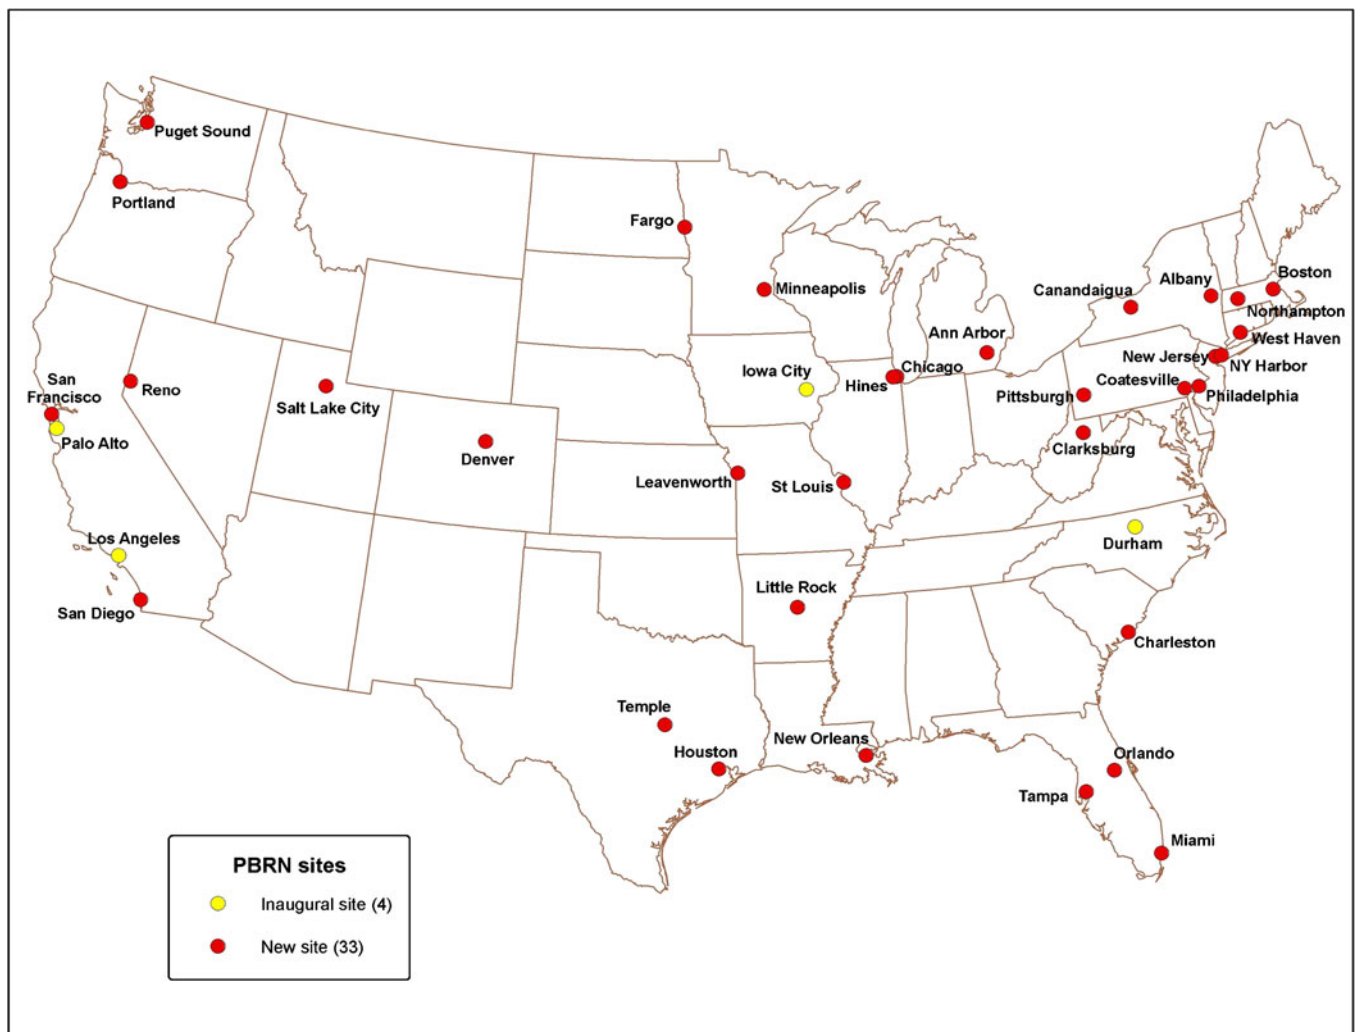 Puget Sound
Portland
Fargo
Minneapolis
Canandaigua
Albany
Boston
Northampton
West Haven
Ann Arbor
New Jersey
NY Harbor
Iowa City
Chicago
Hines
Coatesville
Pittsburgh
Philadelphia
San
Francisco
Reno
Salt Lake City
Palo Alto
Denver
Clarksburg
Leavenworth
St Louis
Los Angeles
Durham
San Diego
Little Rock
Charleston
Temple
Houston
New Orleans
Orlando
Tampa
Miami
PBRN sites
Inaugural site (4)
New site (33)